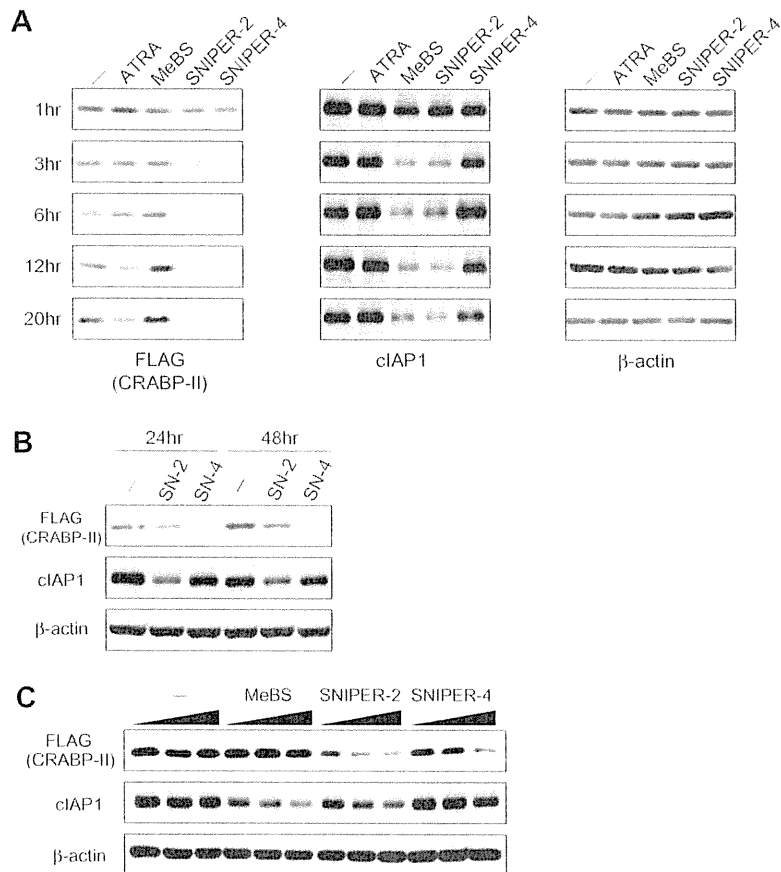 A
— ATRA MeBS SNIPER-2 SNIPER-4
— ATRA MeBS SNIPER-2 SNIPER-4
— ATRA MeBS SNIPER-2 SNIPER-4
1hr
3hr
6hr
12hr
20hr
FLAG
(CRABP-II)
cIAP1
β-actin
B
24hr 48hr
— SN-2 SN-4 — SN-2 SN-4
FLAG
(CRABP-II)
cIAP1
β-actin
C
— MeBS SNIPER-2 SNIPER-4
FLAG
(CRABP-II)
cIAP1
β-actin